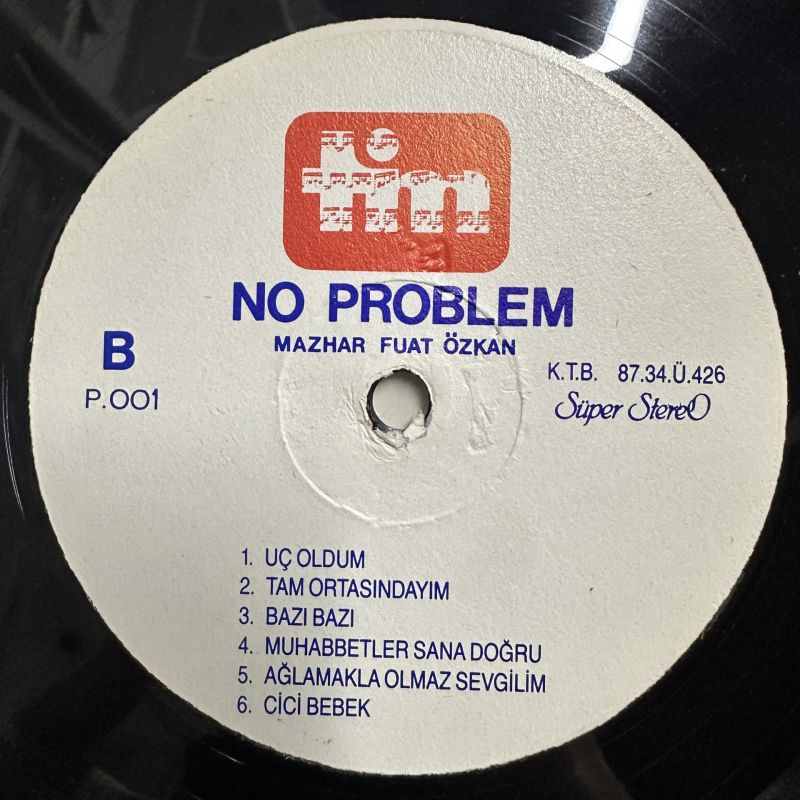 tim
NO PROBLEM
MAZHAR FUAT ÖZKAN
B
P.001
K.T.B. 87.34.Ü.426
Süper Stereo
1. UÇ OLDUM
2. TAM ORTASINDAYIM
3. BAZI BAZI
4. MUHABBETLER SANA DOĞRU
5. AĞLAMAKLA OLMAZ SEVGİLİM
6. CİCİ BEBEK